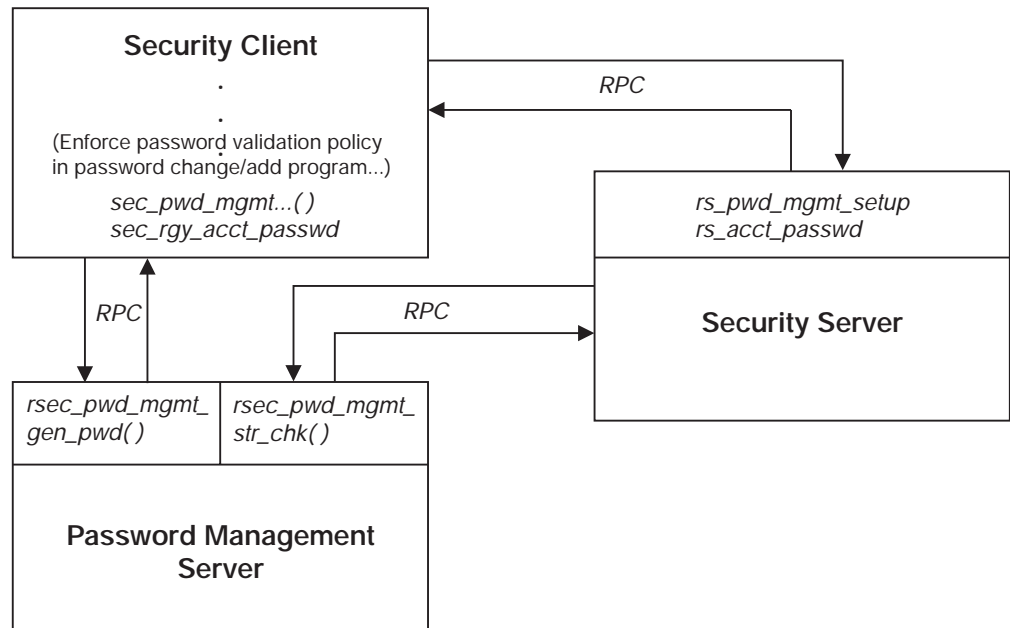 Security Client
.
.
(Enforce password validation policy
.
in password change/add program...)
sec_pwd_mgmt...( )
sec_rgy_acct_passwd
RPC
rs_pwd_mgmt_setup
rs_acct_passwd
Security Server
RPC
RPC
rsec_pwd_mgmt_
gen_pwd( )
rsec_pwd_mgmt_
str_chk( )
Password Management
Server